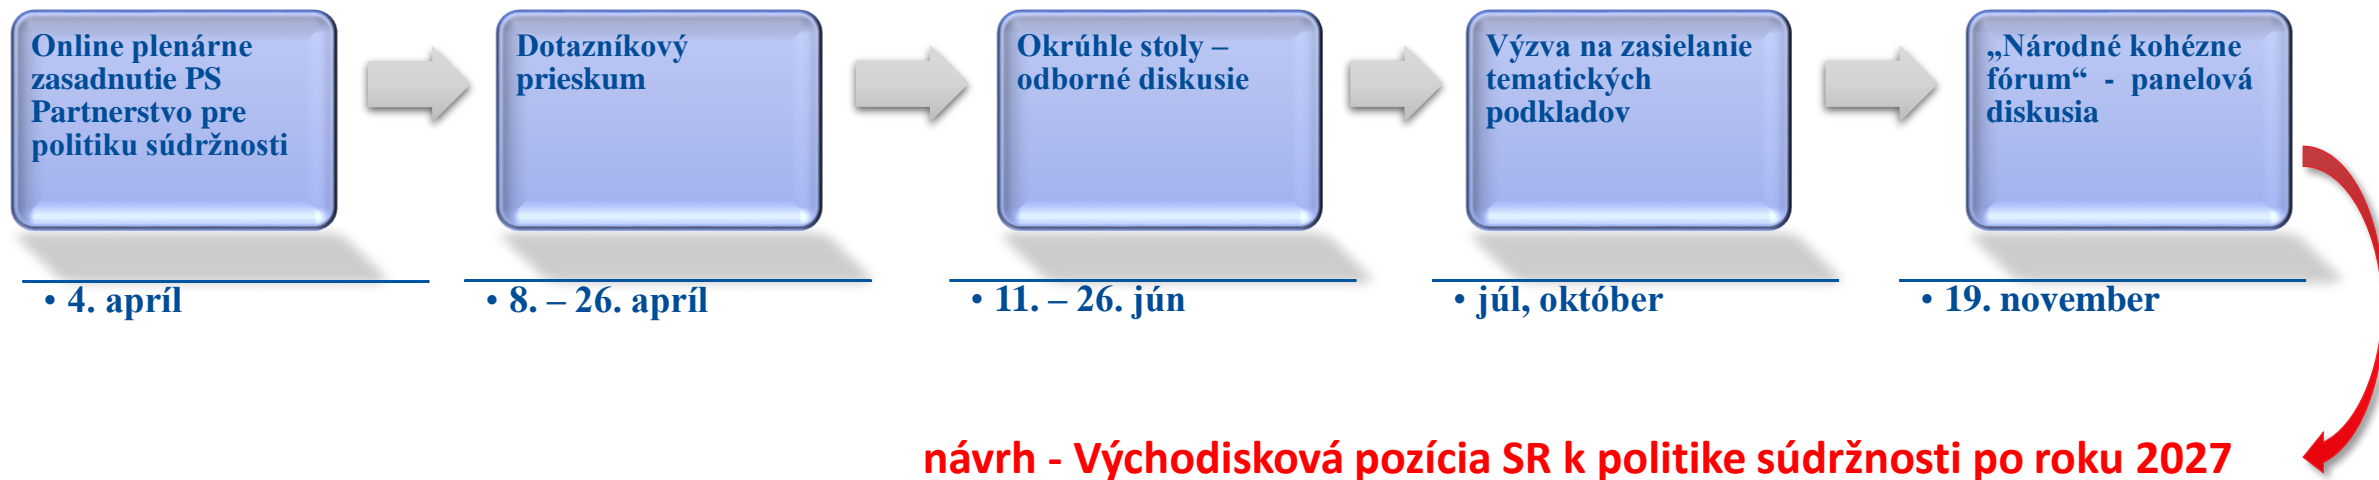 Online plenárne
zasadnutie PS
Partnerstvo pre
politiku súdržnosti
• 4. apríl
Dotazníkový
prieskum
• 8. – 26. apríl
Okrúhle stoly –
odborné diskusie
• 11. – 26. jún
Výzva na zasielanie
tematických
podkladov
• júl, október
„Národné kohézne
fórum“ - panelová
diskusia
• 19. november
návrh - Východisková pozícia SR k politike súdržnosti po roku 2027